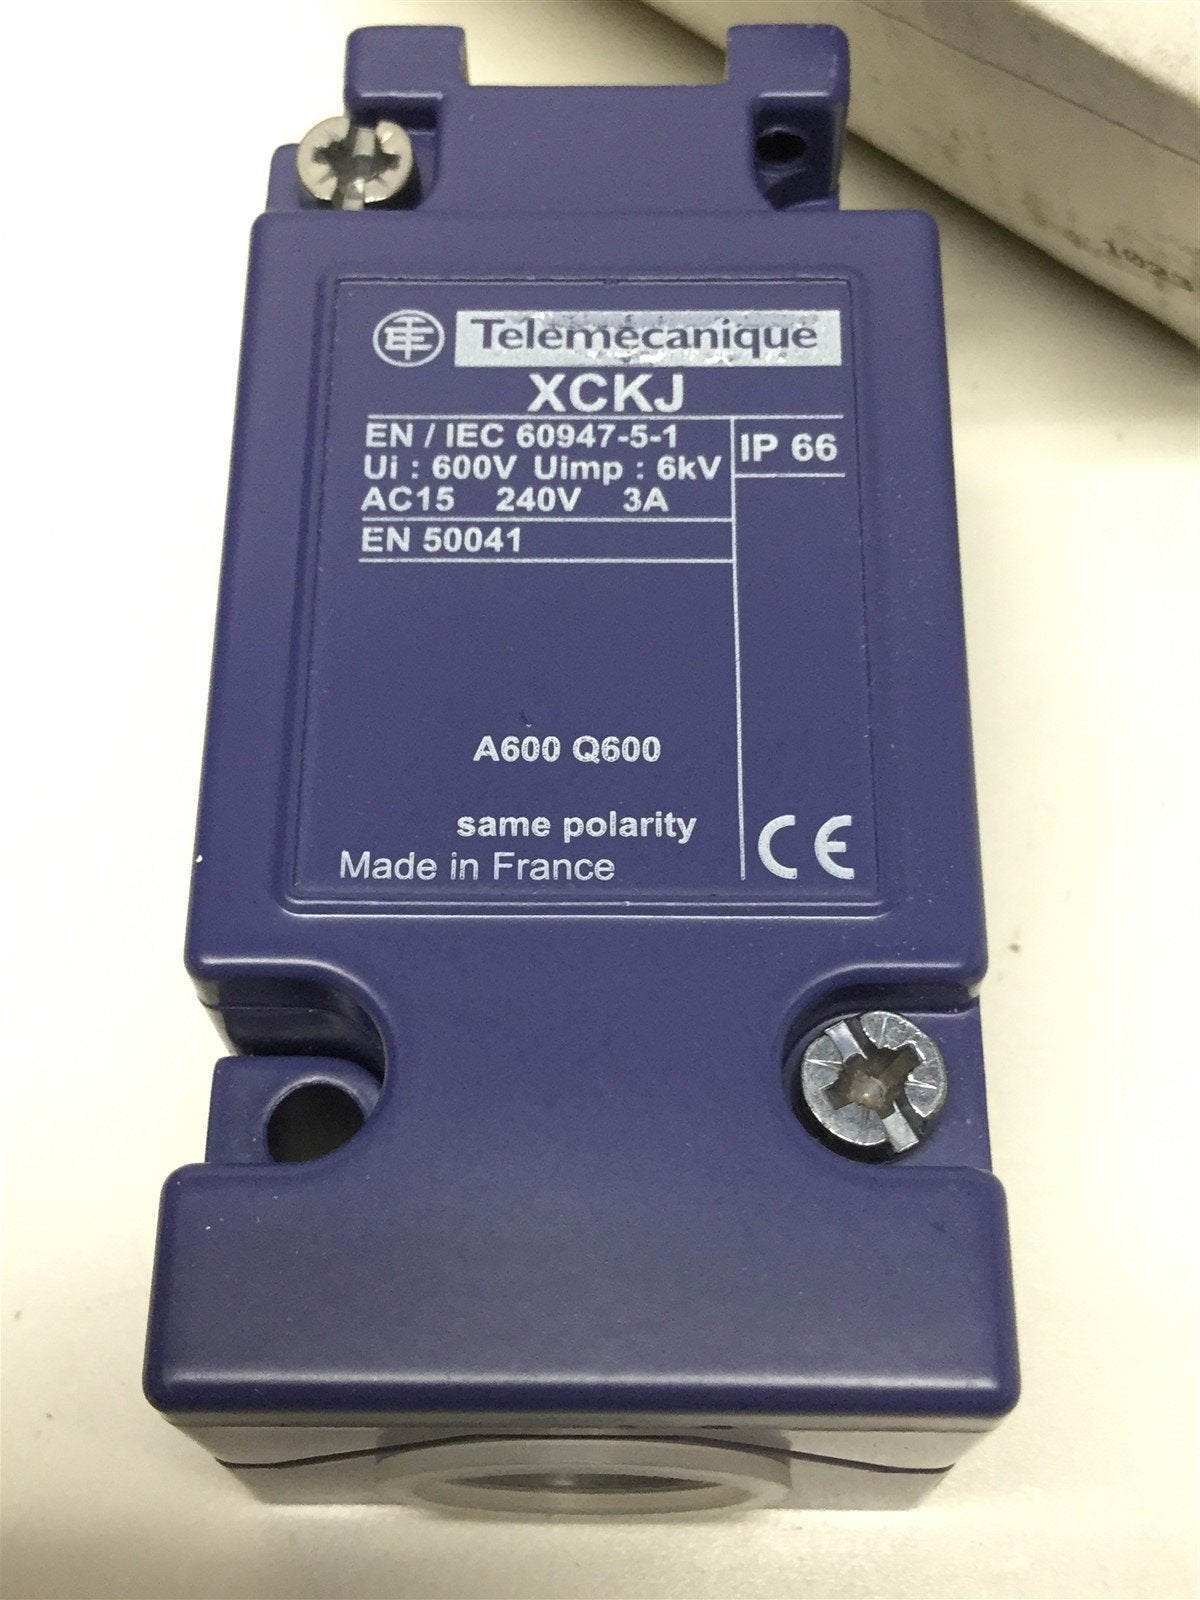 Telemecanique
XCKJ
EN / IEC 60947-5-1
IP 66
Ui : 600V Uimp : 6kV
AC15 240V 3A
EN 50041
A600 Q600
same polarity
Made in France
CE